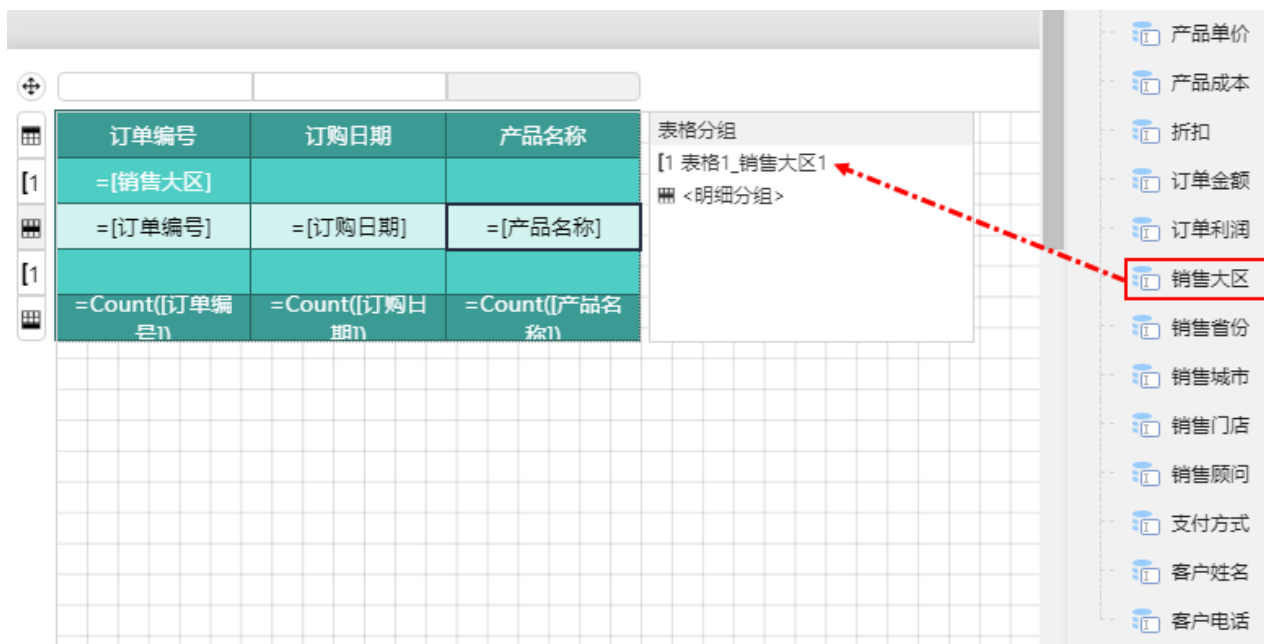 订单编号 订购日期 产品名称
[1 =[销售大区]
=[订单编号] =[订购日期] =[产品名称]
[1
=Count([订单编号]) =Count([订购日期]) =Count([产品名称])
表格分组
[1 表格1_销售大区1
<明细分组>
产品单价
产品成本
折扣
订单金额
订单利润
销售大区
销售省份
销售城市
销售门店
销售顾问
支付方式
客户姓名
客户电话